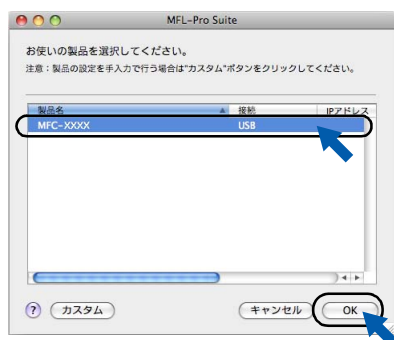 MFL-Pro Suite
お使いの製品を選択してください。
注意：製品の設定を手入力で行う場合は"カスタム"ボタンをクリックしてください。
製品名 接続 IPアドレス
MFC-XXXX USB
? カスタム キャンセル OK